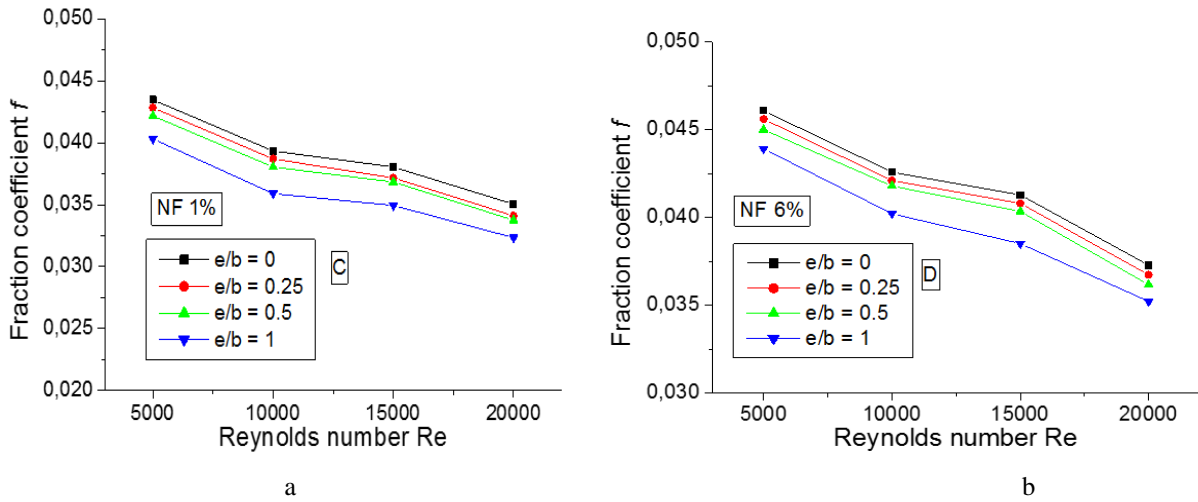 0,050
0,045
0,040
0,035
0,030
0,025
0,020
Fraction coefficient f
NF 1%
C
e/b = 0
e/b = 0.25
e/b = 0.5
e/b = 1
5000 10000 15000 20000
Reynolds number Re
a
0,050
0,045
0,040
0,035
0,030
Fraction coefficient f
NF 6%
D
e/b = 0
e/b = 0.25
e/b = 0.5
e/b = 1
5000 10000 15000 20000
Reynolds number Re
b